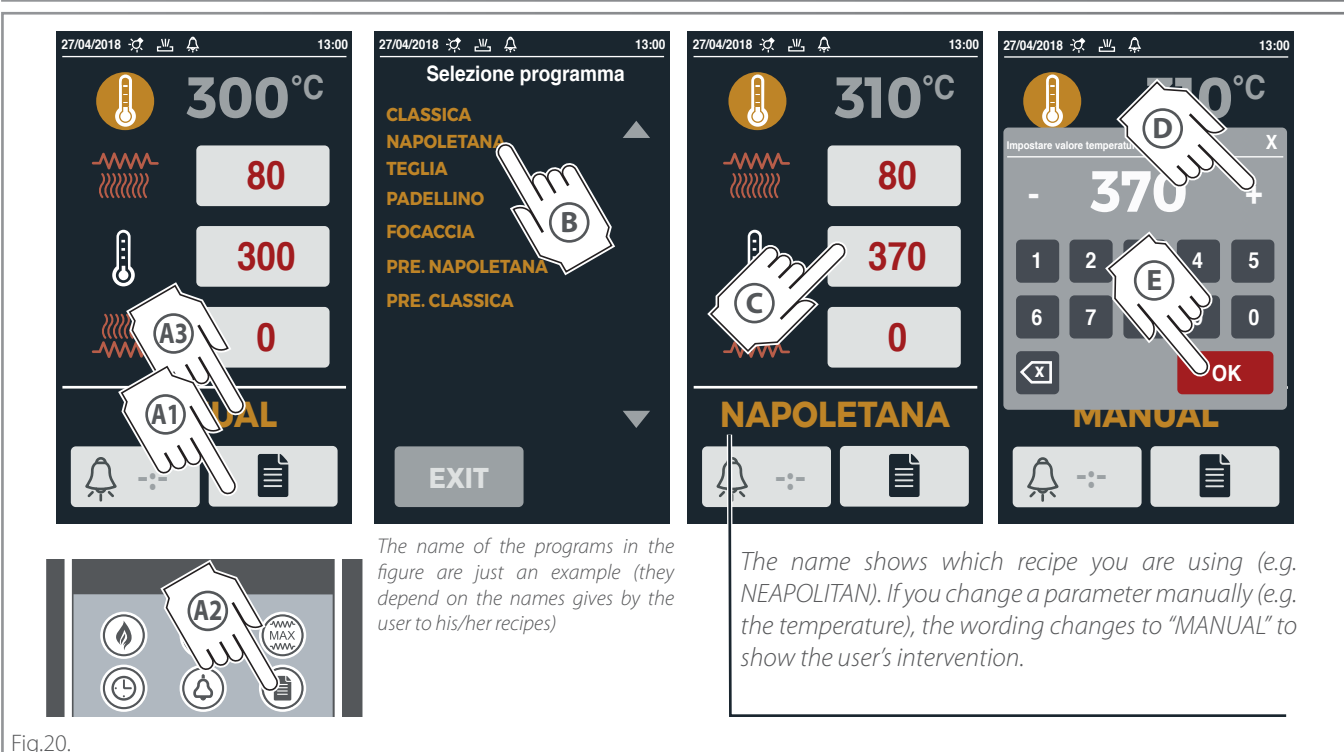 27/04/2018 13:00
300°C
80
300
0
UAL
-:-
A3
A1
27/04/2018 13:00
Selezione programma
CLASSICA
NAPOLETANA
TEGLIA
PADELLINO
FOCACCIA
PRE. NAPOLETANA
PRE. CLASSICA
EXIT
B
27/04/2018 13:00
310°C
80
370
0
NAPOLETANA
-:-
C
27/04/2018 13:00
10°C
Impostare valore X
- 370 +
1 2 4 5
6 7 0
X OK
MANUAL
-:-
D
E
MAX
A2
The name of the programs in the
figure are just an example (they
depend on the names gives by the
user to his/her recipes)
The name shows which recipe you are using (e.g.
NEAPOLITAN). If you change a parameter manually (e.g.
the temperature), the wording changes to “MANUAL” to
show the user’s intervention.
Fig.20.